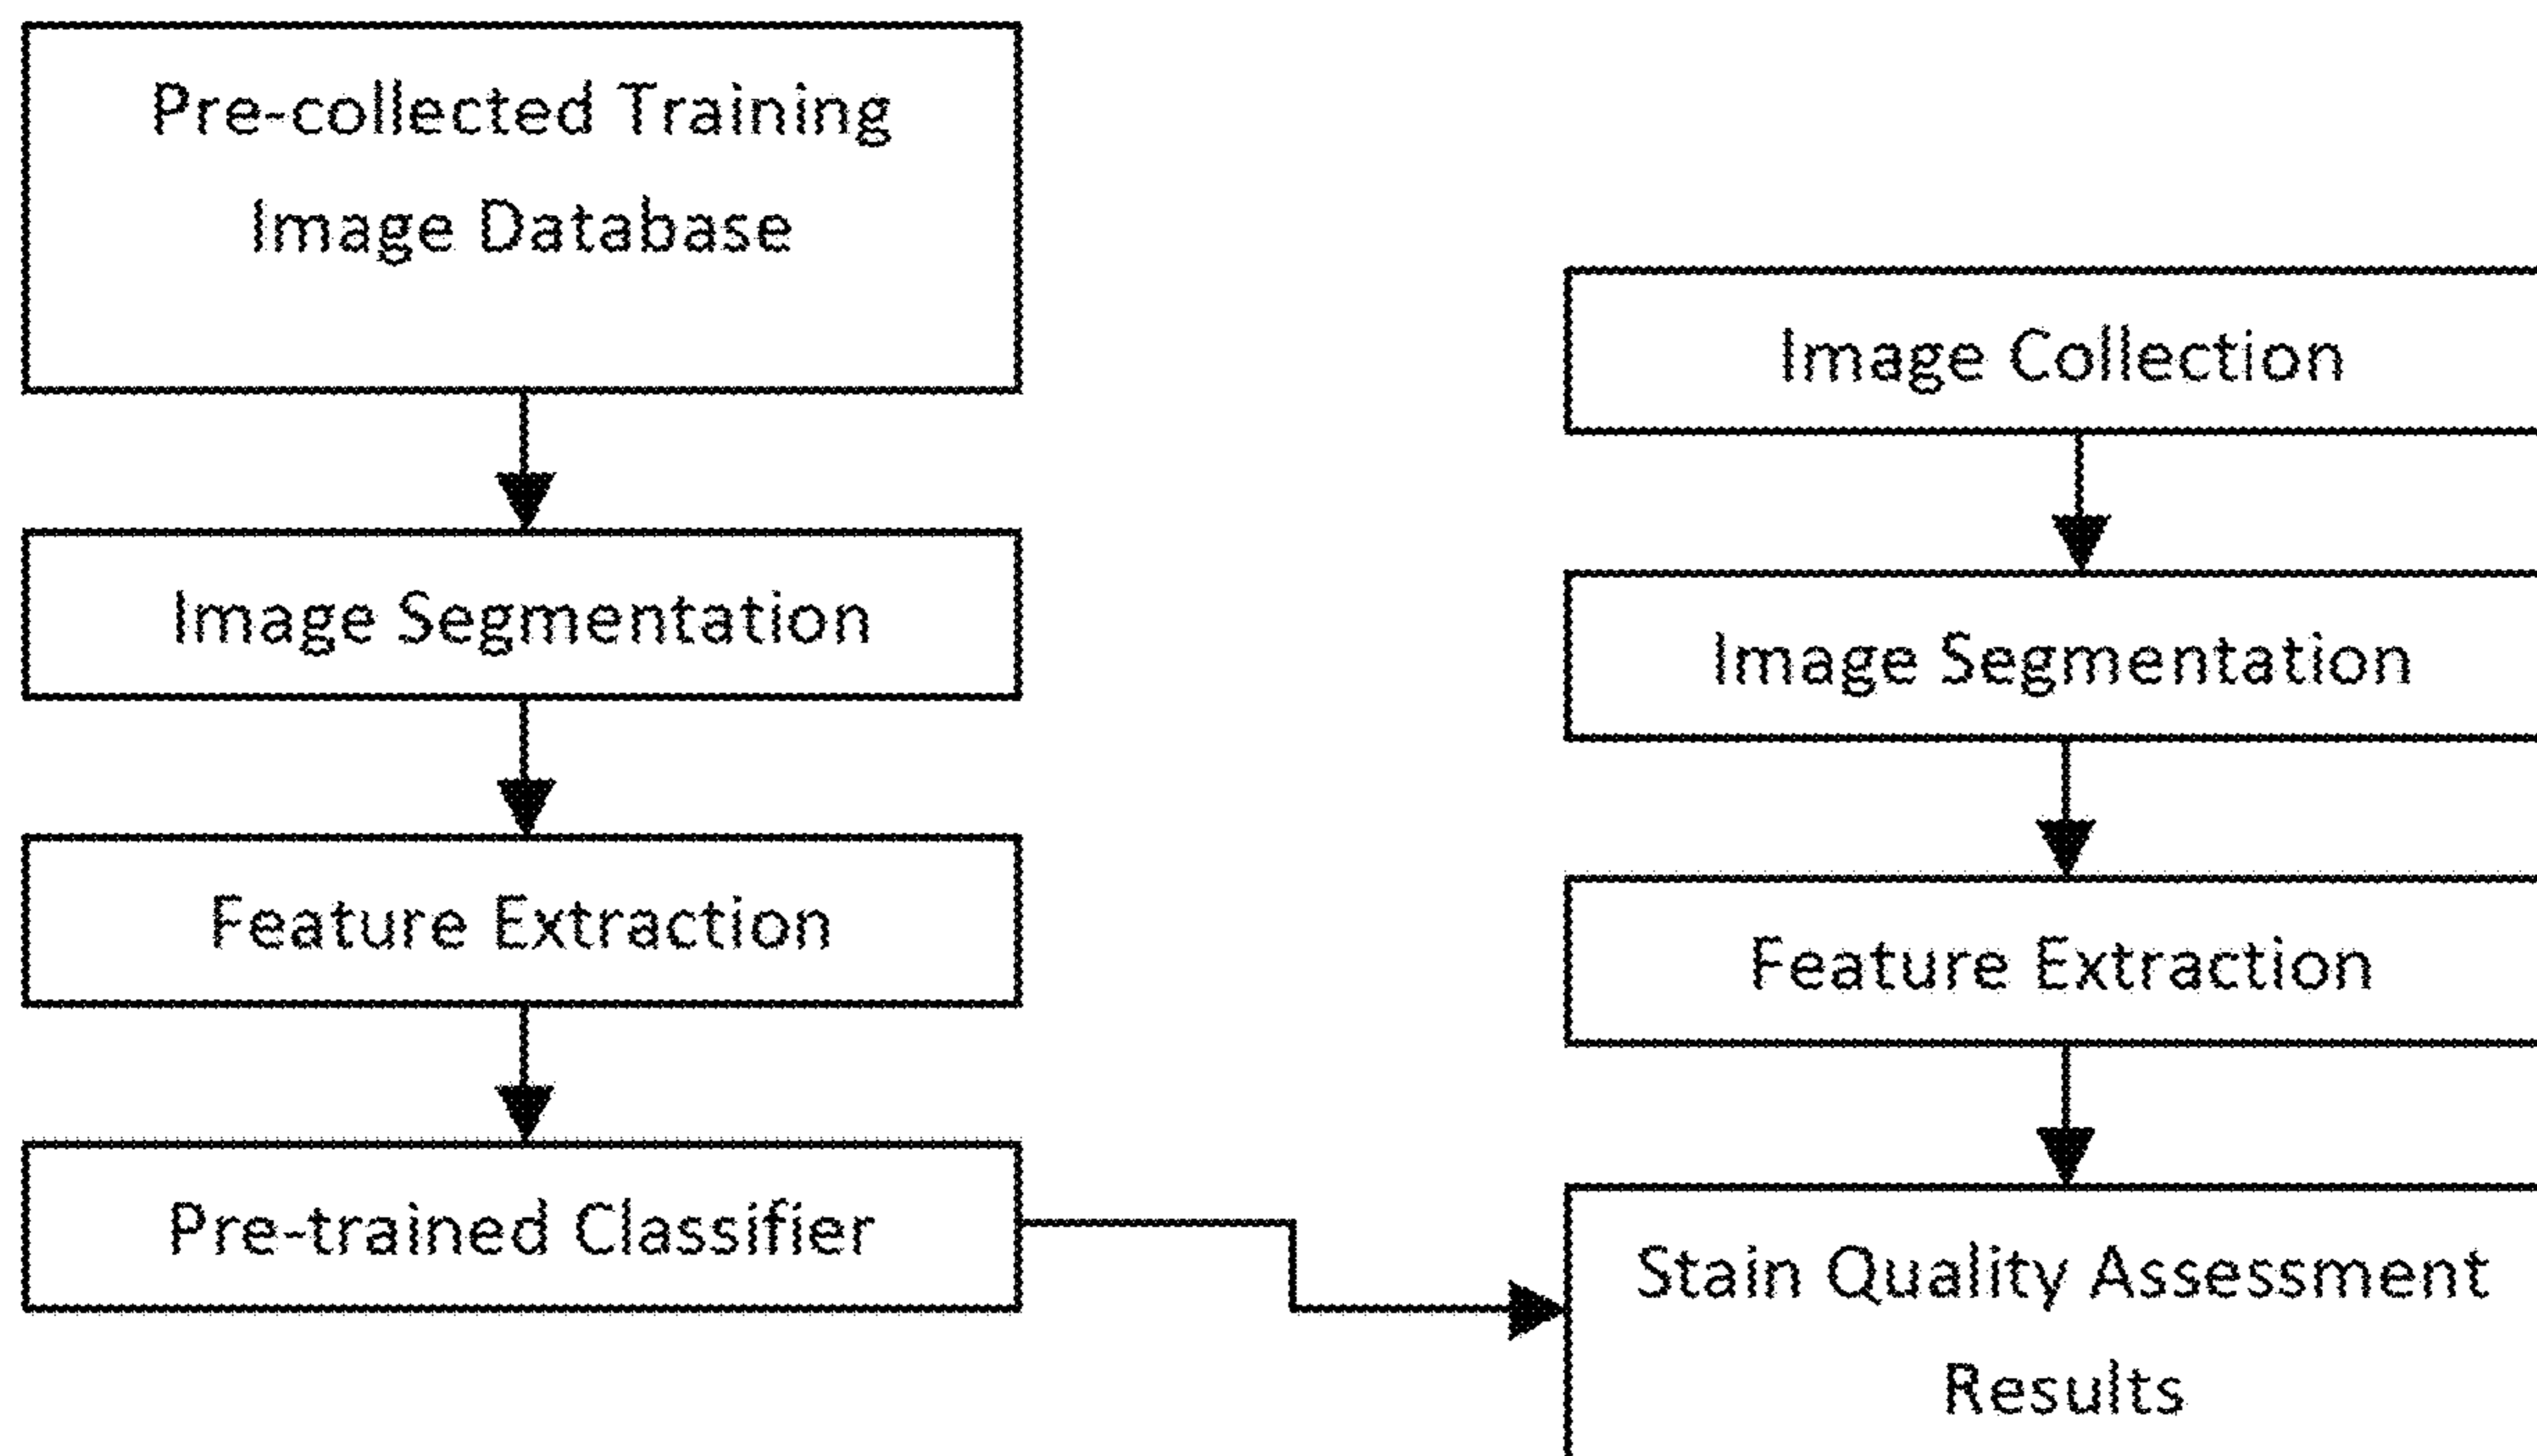 Pre-collected Training
Image Database
Image Segmentation
Feature Extraction
Pre-trained Classifier
Image Collection
Image Segmentation
Feature Extraction
Stain Quality Assessment
Results